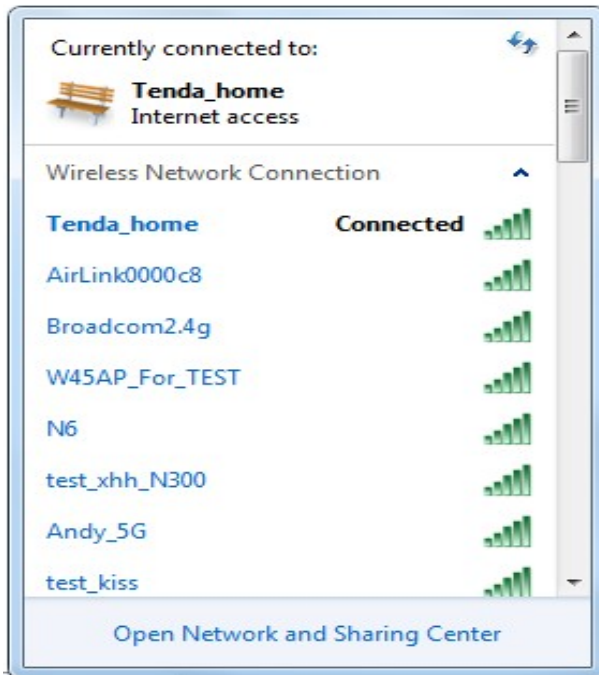 Currently connected to:
Tenda_home
Internet access
Wireless Network Connection
Tenda_home Connected
AirLink0000c8
Broadcom2.4g
W45AP_For_TEST
N6
test_xhh_N300
Andy_5G
test_kiss
Open Network and Sharing Center